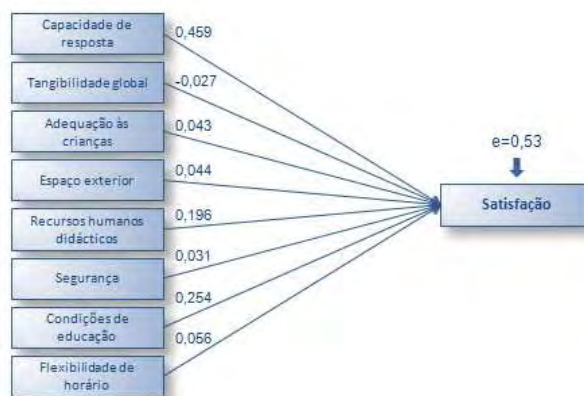 Capacidade de
resposta
0,459
Tangibilidade global
-0,027
Adequação às
crianças
0,043
Espaço exterior
0,044
Recursos humanos
didácticos
0,196
Segurança
0,031
Condições de
educação
0,254
Flexibilidade de
horário
0,056
e=0,53
Satisfação